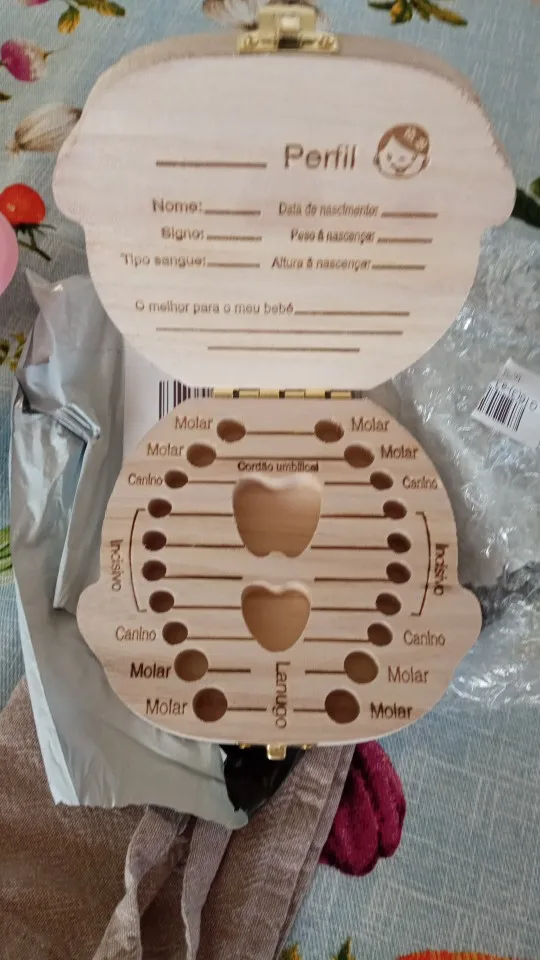 Perfil
Nome: Data de nascimento:
Signo: Peso à nascença:
Tipo sangue: Altura à nascença:
O melhor para o meu bebé
Molar Molar
Molar Molar
Cordão umbilical
Canino Canino
Incisivo Incisivo
Canino Canino
Molar Molar
Lanugo
Molar Molar